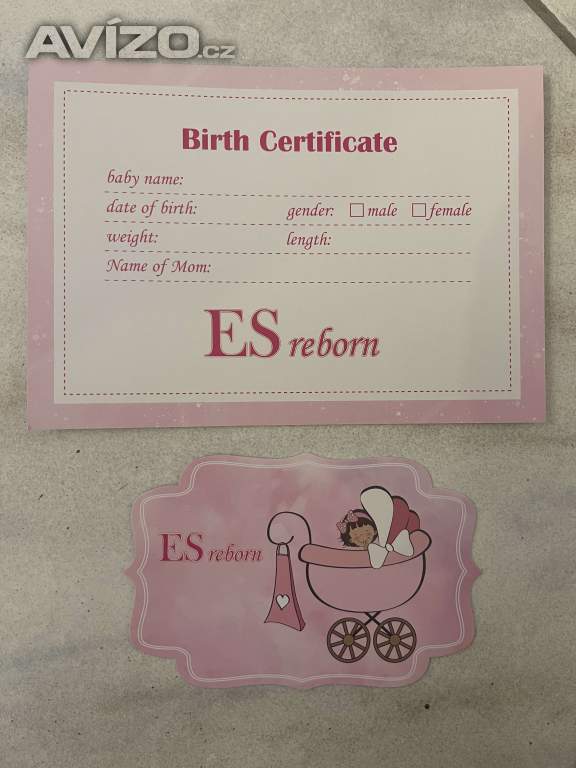 AVÍZO.cz
Birth Certificate
baby name:
date of birth: gender: male female
weight: length:
Name of Mom:
ES reborn
ES reborn